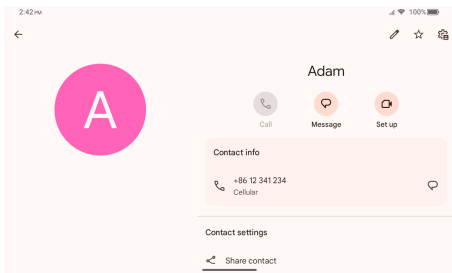 2:42 PM
100%
Adam
A
Call
Message
Set up
Contact info
+86 12 341 234
Cellular
Contact settings
Share contact